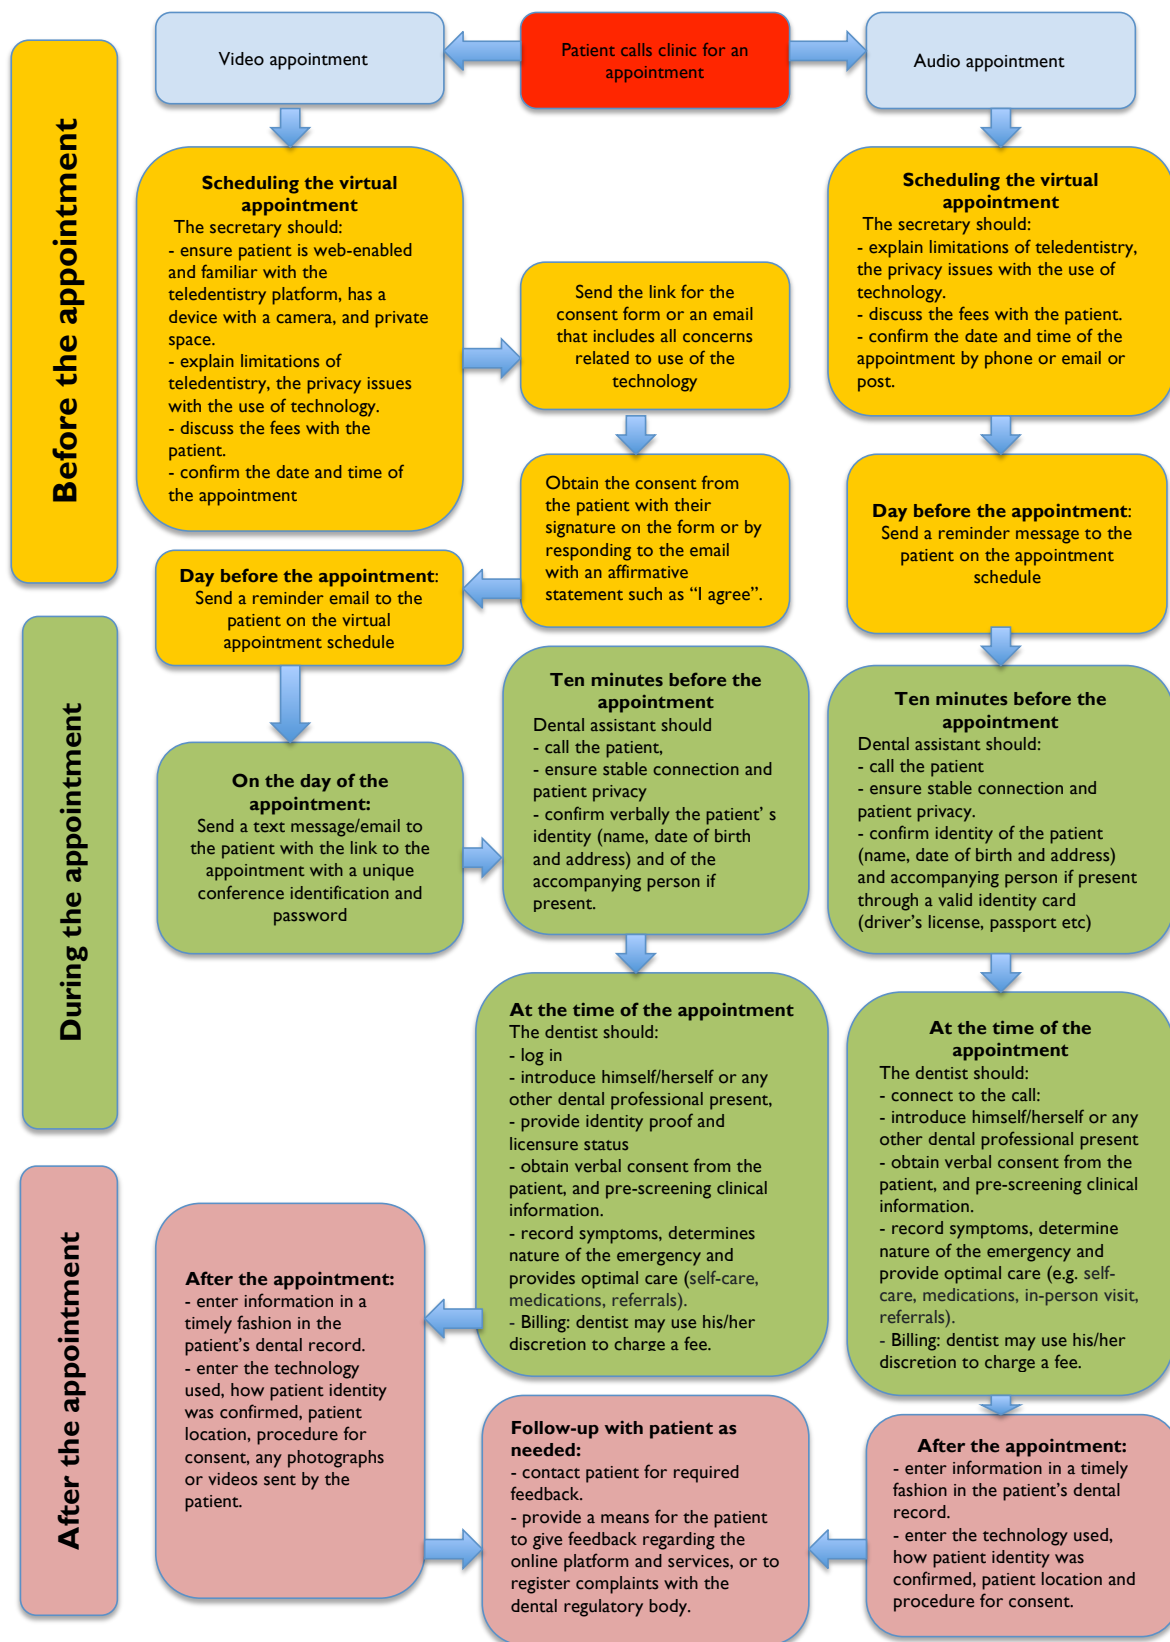 Patient calls clinic for an
appointment
Video appointment
Audio appointment
Before the appointment
Scheduling the virtual
appointment
The secretary should:
- ensure patient is web-enabled
and familiar with the
teledentistry platform, has a
device with a camera, and private
space.
- explain limitations of
teledentistry, the privacy issues
with the use of technology.
- discuss the fees with the
patient.
- confirm the date and time of
the appointment
Send the link for the
consent form or an email
that includes all concerns
related to use of the
technology
Obtain the consent from
the patient with their
signature on the form or by
responding to the email
with an affirmative
statement such as “I agree”.
Day before the appointment:
Send a reminder email to the
patient on the virtual
appointment schedule
Scheduling the virtual
appointment
The secretary should:
- explain limitations of teledentistry,
the privacy issues with the use of
technology.
- discuss the fees with the patient.
- confirm the date and time of the
appointment by phone or email or
post.
Day before the appointment:
Send a reminder message to the
patient on the appointment
schedule
During the appointment
On the day of the
appointment:
Send a text message/email to
the patient with the link to the
appointment with a unique
conference identification and
password
Ten minutes before the
appointment
Dental assistant should
- call the patient,
- ensure stable connection and
patient privacy
- confirm verbally the patient’ s
identity (name, date of birth
and address) and of the
accompanying person if
present.
At the time of the appointment
The dentist should:
- log in
- introduce himself/herself or any
other dental professional present,
- provide identity proof and
licensure status
- obtain verbal consent from the
patient, and pre-screening clinical
information.
- record symptoms, determines
nature of the emergency and
provides optimal care (self-care,
medications, referrals).
- Billing: dentist may use his/her
discretion to charge a fee.
Ten minutes before the
appointment
Dental assistant should:
- call the patient
- ensure stable connection and
patient privacy.
- confirm identity of the patient
(name, date of birth and address)
and accompanying person if present
through a valid identity card
(driver’s license, passport etc)
At the time of the
appointment
The dentist should:
- connect to the call:
- introduce himself/herself or any
other dental professional present
- obtain verbal consent from the
patient, and pre-screening clinical
information.
- record symptoms, determine
nature of the emergency and
provide optimal care (e.g. self-
care, medications, in-person visit,
referrals).
- Billing: dentist may use his/her
discretion to charge a fee.
After the appointment
After the appointment:
- enter information in a
timely fashion in the
patient’s dental record.
- enter the technology
used, how patient identity
was confirmed, patient
location, procedure for
consent, any photographs
or videos sent by the
patient.
Follow-up with patient as
needed:
- contact patient for required
feedback.
- provide a means for the patient
to give feedback regarding the
online platform and services, or to
register complaints with the
dental regulatory body.
After the appointment:
- enter information in a timely
fashion in the patient’s dental
record.
- enter the technology used,
how patient identity was
confirmed, patient location and
procedure for consent.